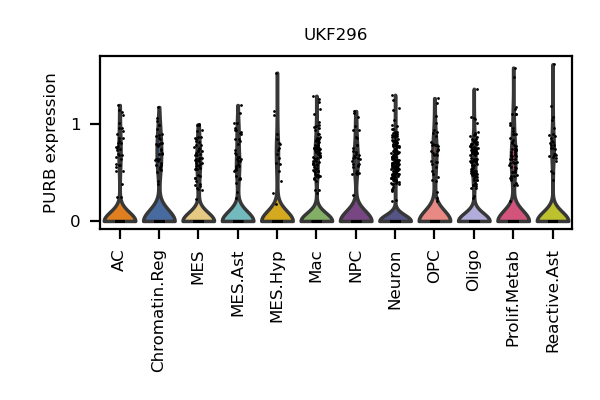 UKF296
PURB expression
1
0
AC
Chromatin.Reg
MES
MES.Ast
MES.Hyp
Mac
NPC
Neuron
OPC
Oligo
Prolif.Metab
Reactive.Ast